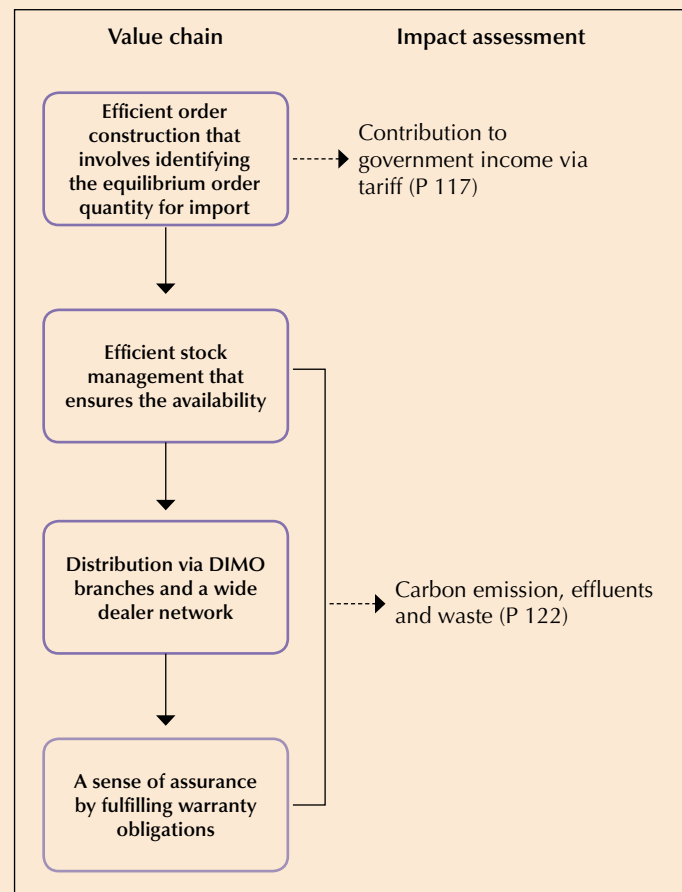 Value chain
Impact assessment
Efficient order
construction that
involves identifying
the equilibrium order
quantity for import
Contribution to
government income via
tariff (P 117)
Efficient stock
management that
ensures the availability
Distribution via DIMO
branches and a wide
dealer network
Carbon emission, effluents
and waste (P 122)
A sense of assurance
by fulfilling warranty
obligations